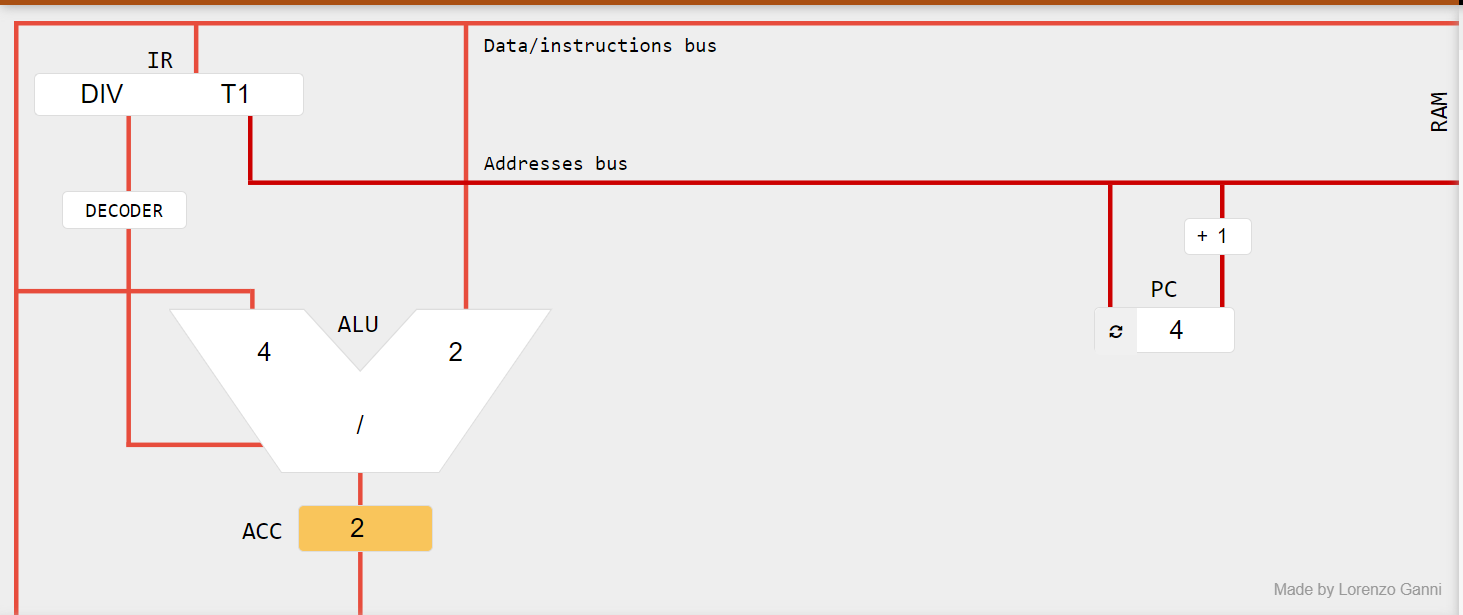 Data/instructions bus
IR
DIV T1
RAM
Addresses bus
DECODER
+ 1
PC
4
ALU
4 2
/
ACC 2
Made by Lorenzo Ganni